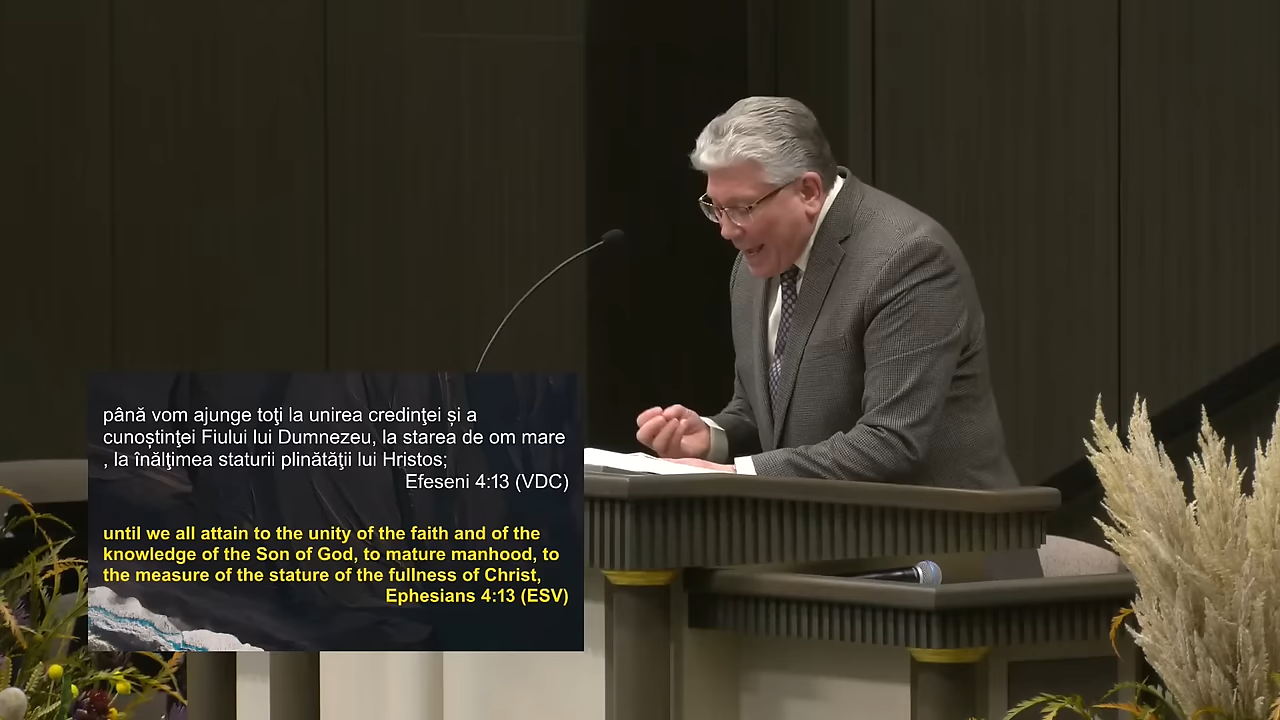 până vom ajunge toţi la unirea credinţei şi a
cunoştinţei Fiului lui Dumnezeu, la starea de om mare
, la înălţimea staturii plinătăţii lui Hristos;
Efeseni 4:13 (VDC)
until we all attain to the unity of the faith and of the
knowledge of the Son of God, to mature manhood, to
the measure of the stature of the fullness of Christ,
Ephesians 4:13 (ESV)